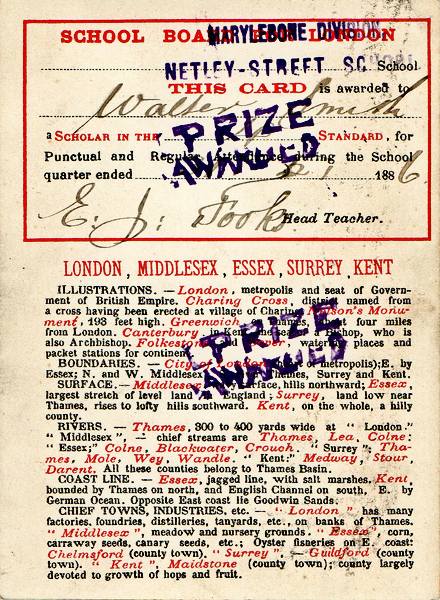 SCHOOL BOARD FOR LONDON
MARYLEBONE DIVISION
NETLEY-STREET SC School
THIS CARD is awarded to
Walter Smith
a SCHOLAR IN THE STANDARD, for
Punctual and Regular Attendance during the School
quarter ended 1886
PRIZE
AWARDED
E. J. Tooks Head Teacher.
LONDON, MIDDLESEX, ESSEX, SURREY, KENT
ILLUSTRATIONS. — London, metropolis and seat of Govern-
ment of British Empire. Charing Cross, district named from
a cross having been erected at village of Charing Nelson's Monu-
ment, 193 feet high. Greenwich on Thames, four miles
from London. Canterbury in Kent, the seat of Bishop, who is
also Archbishop. Folkestone and Dover, watering places and
packet stations for continent
PRIZE
AWARDED
BOUNDARIES. — City of London (heart of metropolis); E. by
Essex; N. and W. Middlesex; Thames, Surrey and Kent.
SURFACE. — Middlesex, surface, hills northward; Essex,
largest stretch of level land in England; Surrey, land low near
Thames, rises to lofty hills southward. Kent, on the whole, a hilly
county.
RIVERS. — Thames, 300 to 400 yards wide at " London."
" Middlesex ", — chief streams are Thames, Lea, Colne:
" Essex;" Colne, Blackwater, Crouch. " Surrey ": Tha-
mes, Mole, Wey, Wandle. " Kent:" Medway, Stour
Darent. All these counties belong to Thames Basin.
COAST LINE. — Essex, jagged line, with salt marshes, Kent,
bounded by Thames on north, and English Channel on south, E. by
German Ocean. Opposite East coast lie Goodwin Sands.
CHIEF TOWNS, INDUSTRIES, etc. — " London " has many
factories, foundries, distilleries, tanyards, etc., on banks of Thames.
" Middlesex ", meadow and nursery grounds. " Essex ", corn,
carraway seeds, canary seeds, etc.; Oyster fisheries on E. coast:
Chelmsford (county town). " Surrey ". — Guildford (county
town). " Kent ", Maidstone (county town); county largely
devoted to growth of hops and fruit.